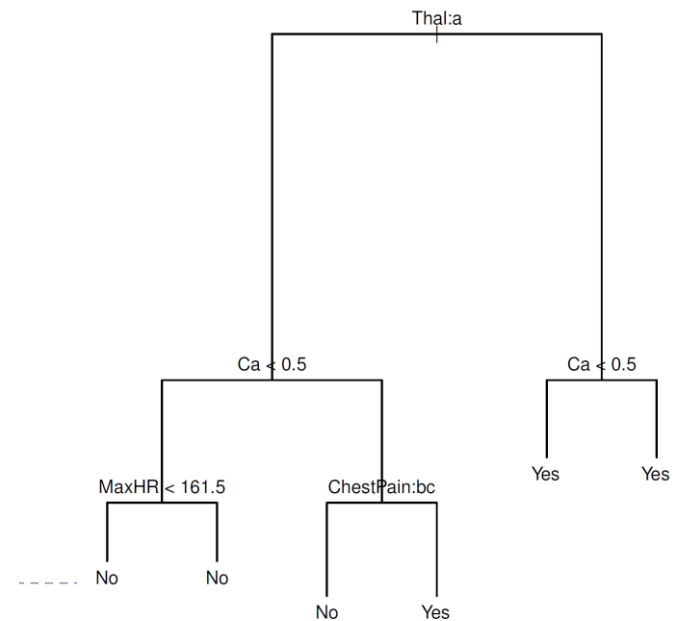 Thal:a
Ca < 0.5
Ca < 0.5
MaxHR < 161.5
ChestPain:bc
Yes
Yes
No
No
No
Yes